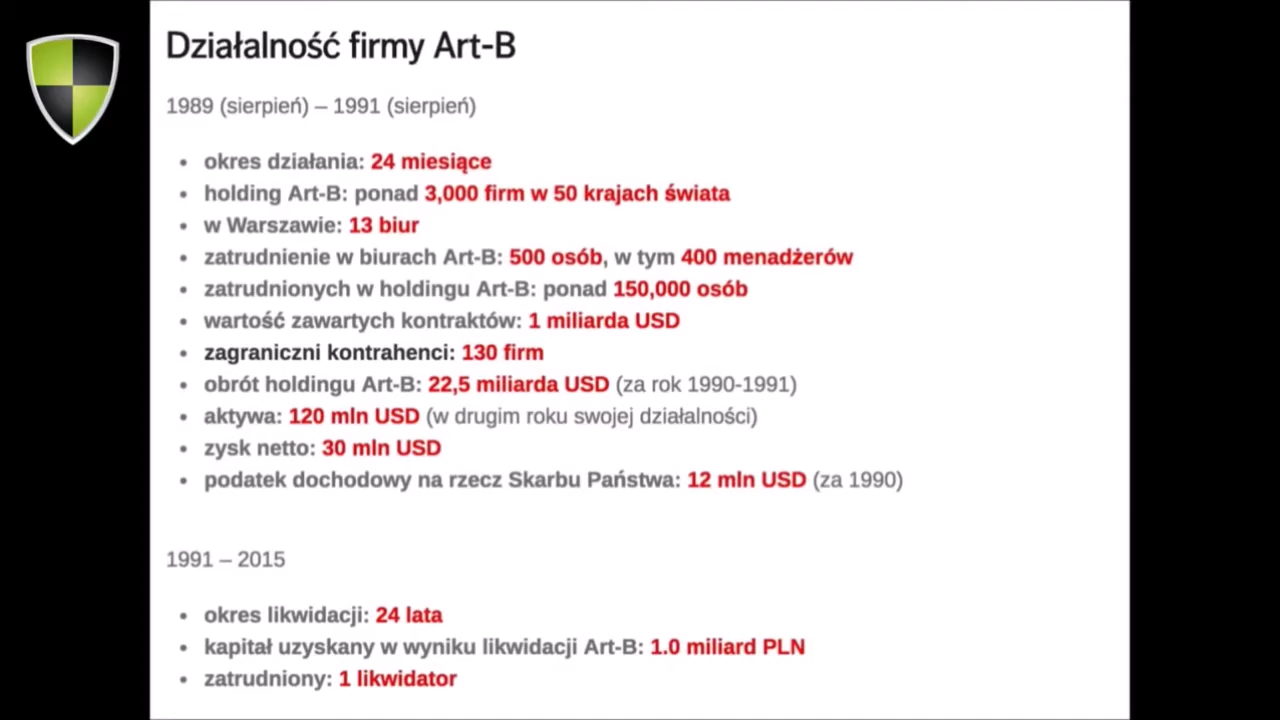 Działalność firmy Art-B
1989 (sierpień) – 1991 (sierpień)
• okres działania: 24 miesiące
• holding Art-B: ponad 3,000 firm w 50 krajach świata
• w Warszawie: 13 biur
• zatrudnienie w biurach Art-B: 500 osób, w tym 400 menadżerów
• zatrudnionych w holdingu Art-B: ponad 150,000 osób
• wartość zawartych kontraktów: 1 miliarda USD
• zagraniczni kontrahenci: 130 firm
• obrót holdingu Art-B: 22,5 miliarda USD (za rok 1990-1991)
• aktywa: 120 mln USD (w drugim roku swojej działalności)
• zysk netto: 30 mln USD
• podatek dochodowy na rzecz Skarbu Państwa: 12 mln USD (za 1990)
1991 – 2015
• okres likwidacji: 24 lata
• kapitał uzyskany w wyniku likwidacji Art-B: 1.0 miliard PLN
• zatrudniony: 1 likwidator